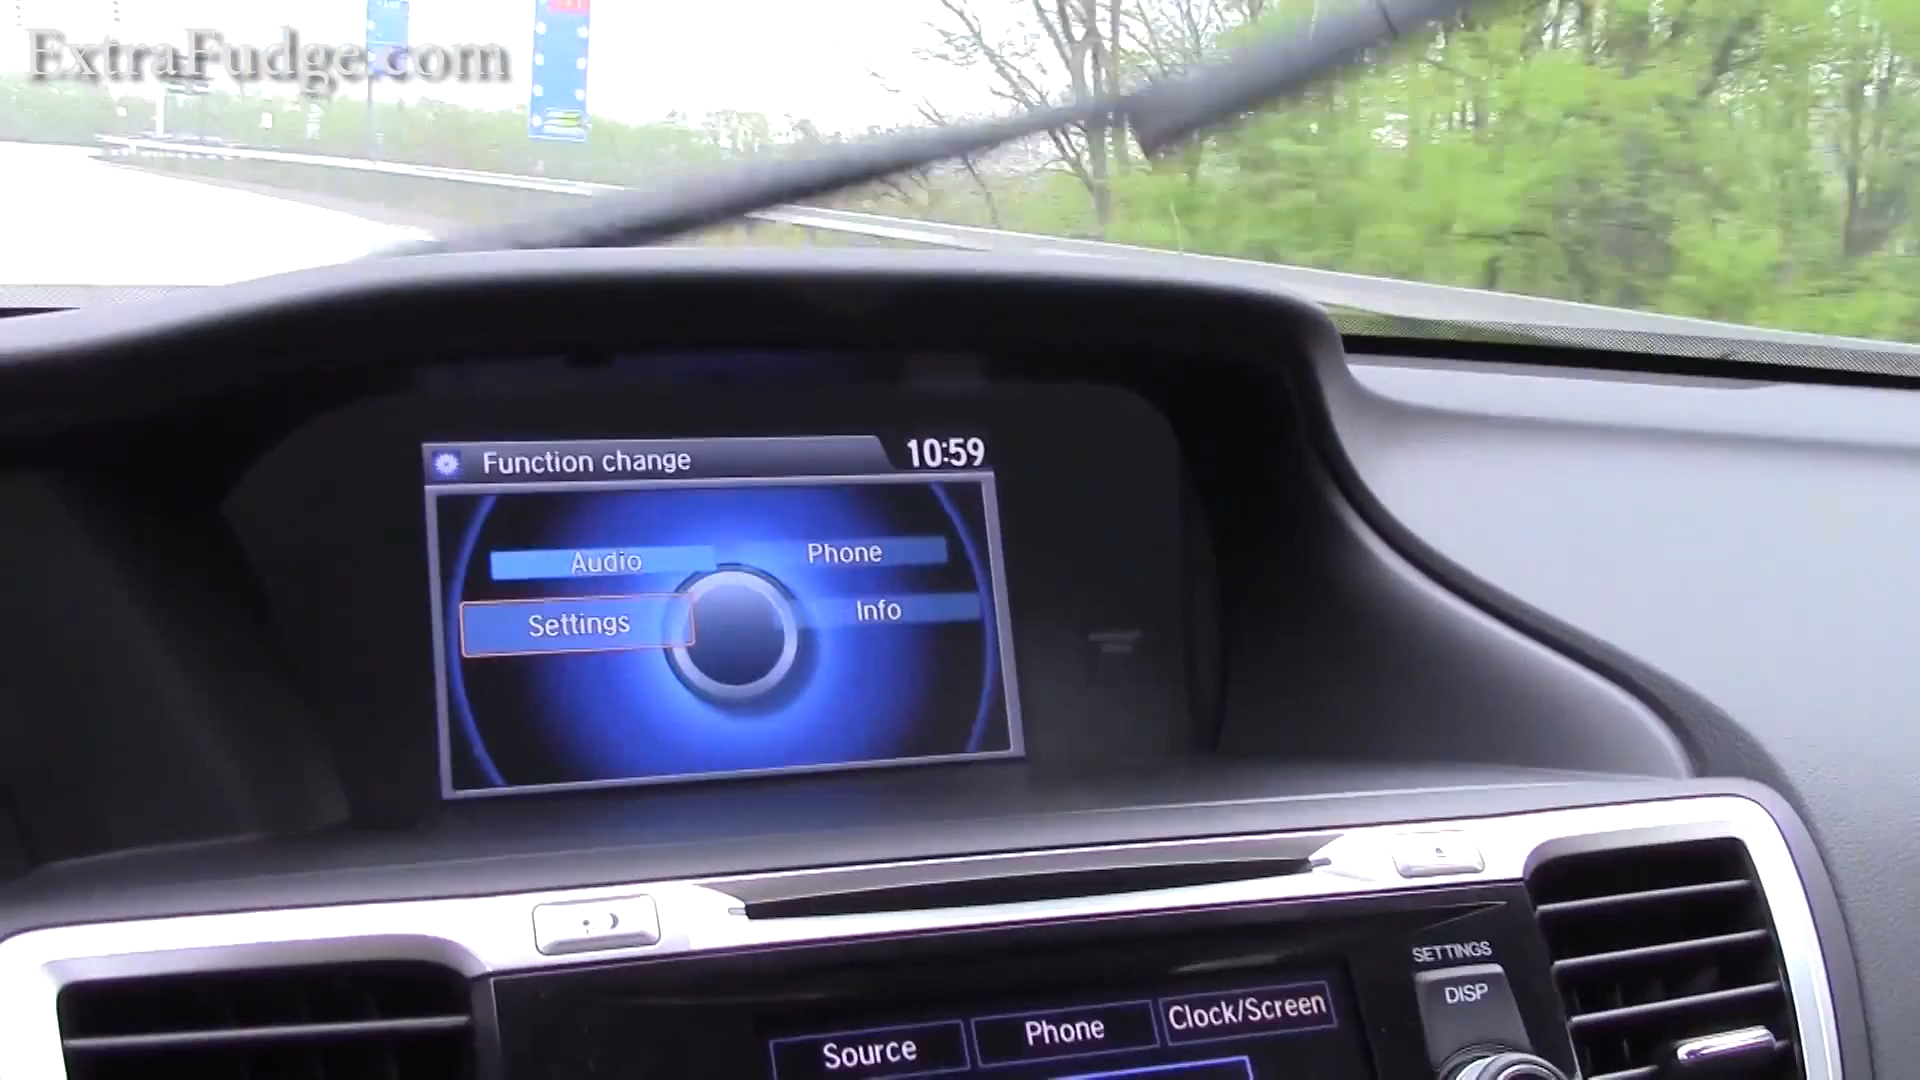 ExtraFudge.com
Function change
10:59
Audio
Phone
Settings
Info
SETTINGS
DISP
Source
Phone
Clock/Screen